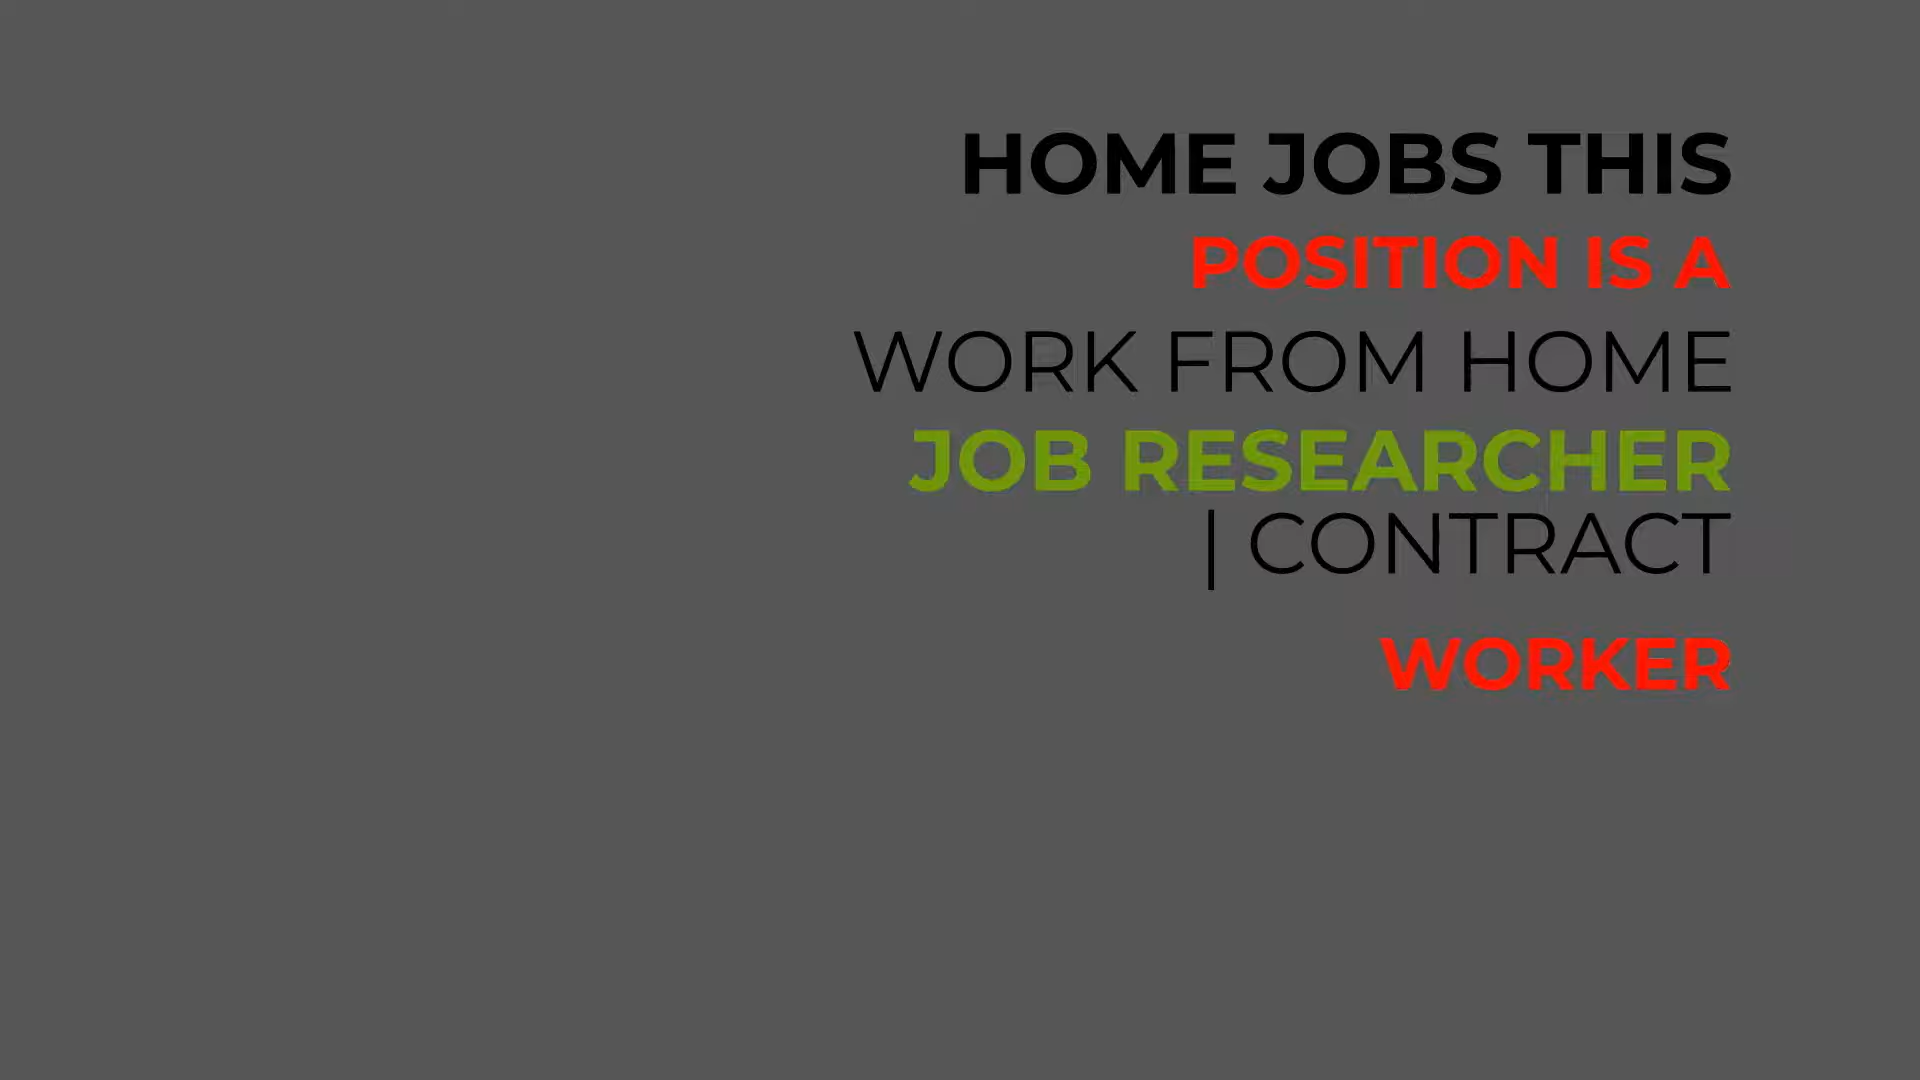 HOME JOBS THIS
POSITION IS A
WORK FROM HOME
JOB RESEARCHER
| CONTRACT
WORKER